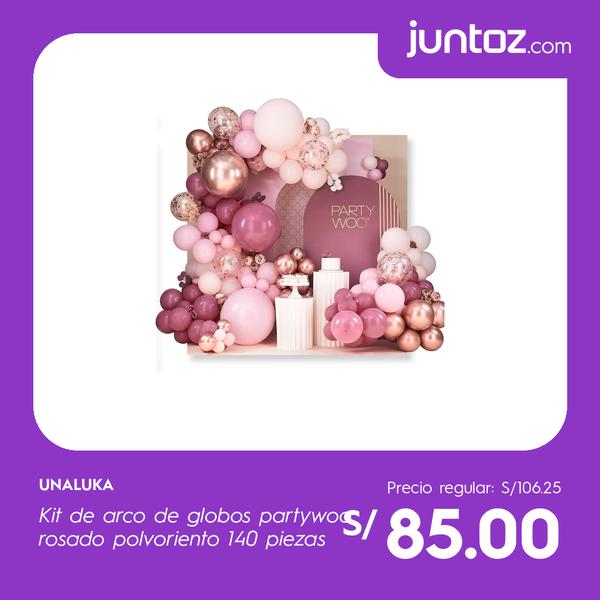 juntoz.com
PARTY
WOO
UNALUKA
Kit de arco de globos partywoo
rosado polvoriento 140 piezas
Precio regular: S/106.25
S/ 85.00